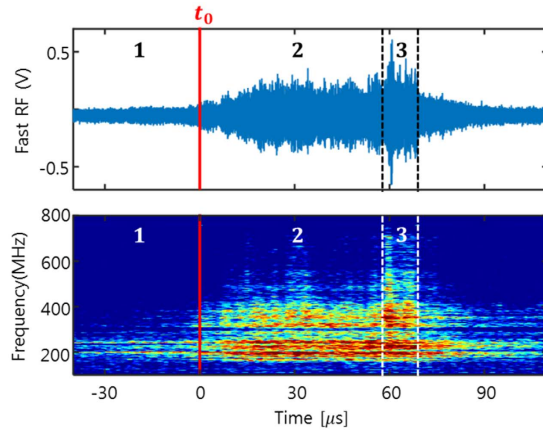 t₀
1 2 3
Fast RF (V)
0.5
-0.5
1 2 3
Frequency(MHz)
800
600
400
200
-30 0 30 60 90
Time [μs]